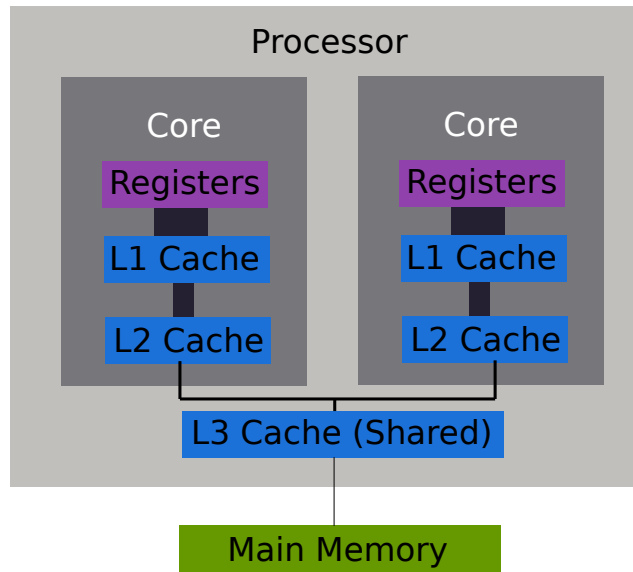 Processor
Core
Registers
L1 Cache
L2 Cache
Core
Registers
L1 Cache
L2 Cache
L3 Cache (Shared)
Main Memory